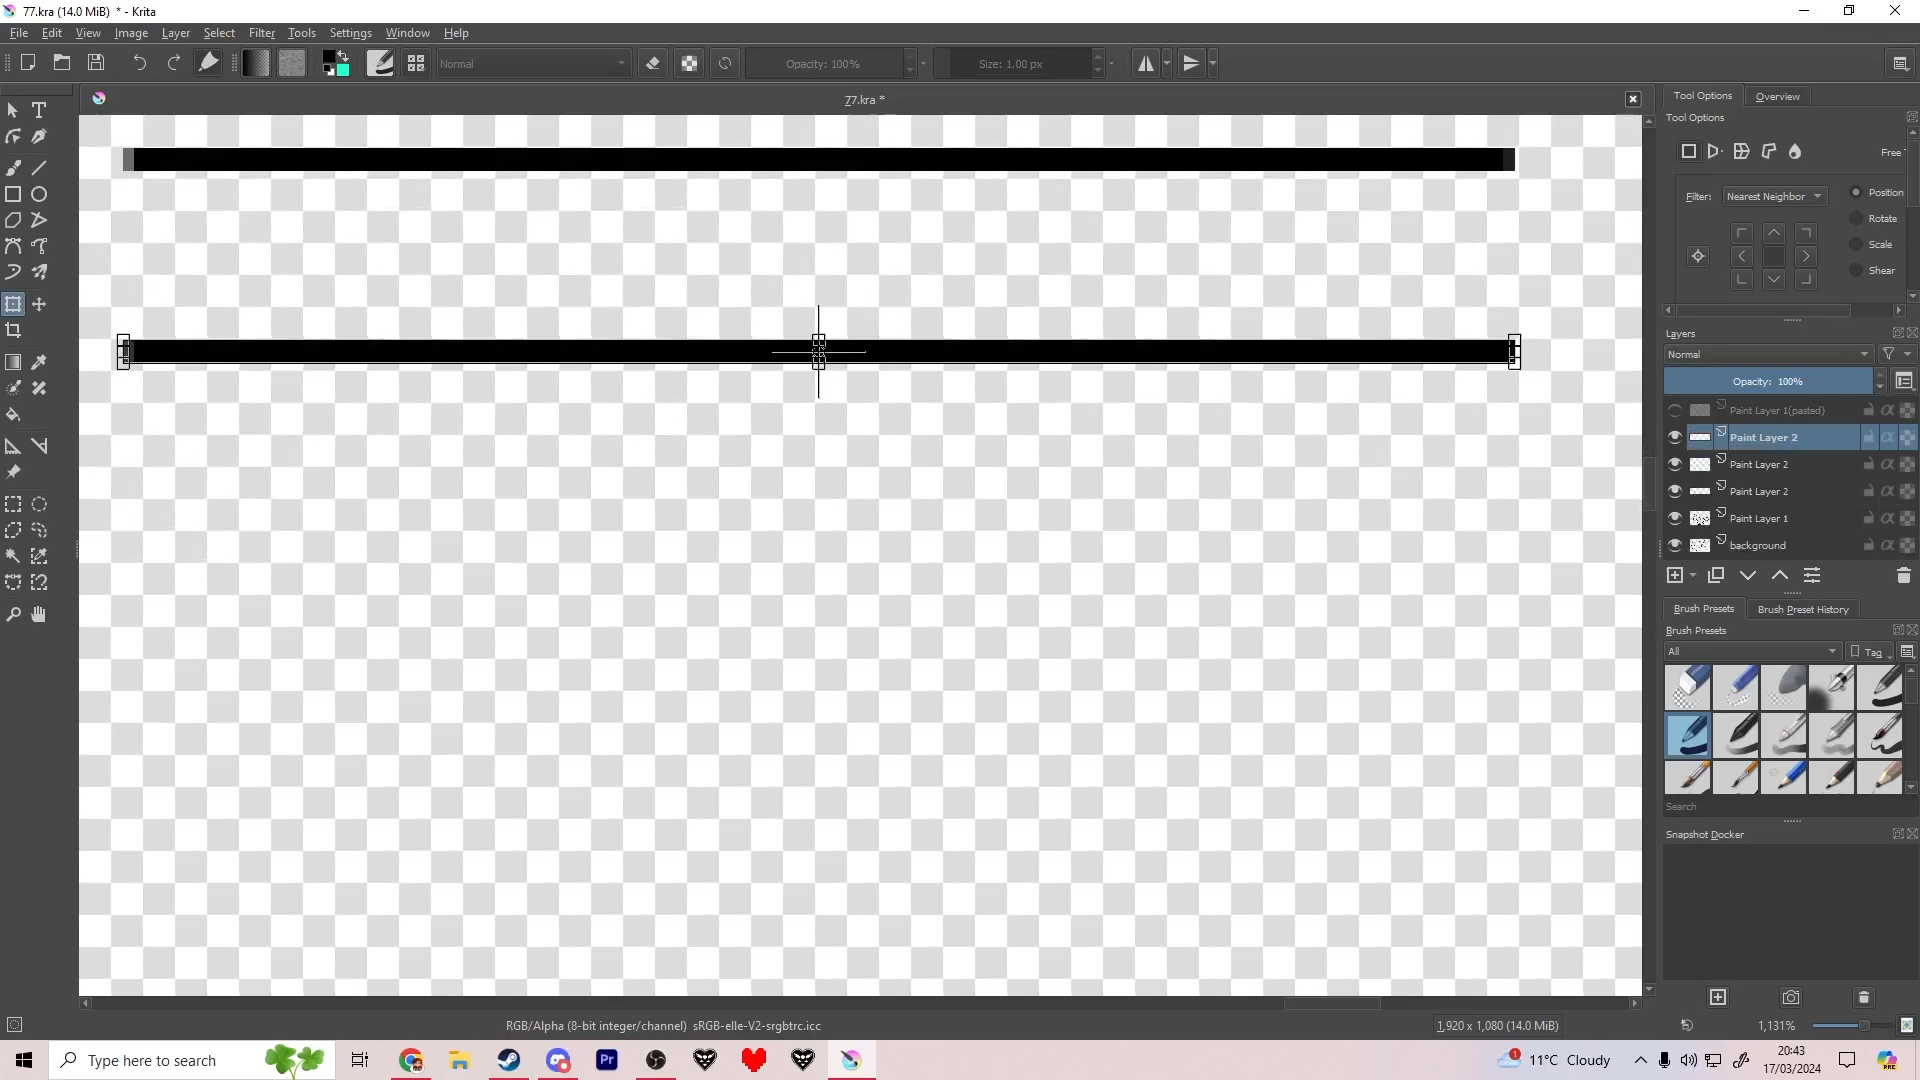 77.kra (14.0 MiB) * - Krita
File Edit View Image Layer Select Filter Tools Settings Window Help
Normal
Opacity: 100%
Size: 1.00 px
77.kra *
Tool Options Overview
Tool Options
Free
Filter: Nearest Neighbor
Position
Rotate
Scale
Shear
Layers
Normal
Opacity: 100%
Paint Layer 1(pasted)
Paint Layer 2
Paint Layer 2
Paint Layer 2
Paint Layer 1
background
Brush Presets Brush Preset History
Brush Presets
All
Tag
Search
Snapshot Docker
RGB/Alpha (8-bit integer/channel) sRGB-elle-V2-srgbtrc.icc
1,920 x 1,080 (14.0 MiB)
1,131%
Type here to search
Pr
1
11°C Cloudy
20:43
17/03/2024
PRE